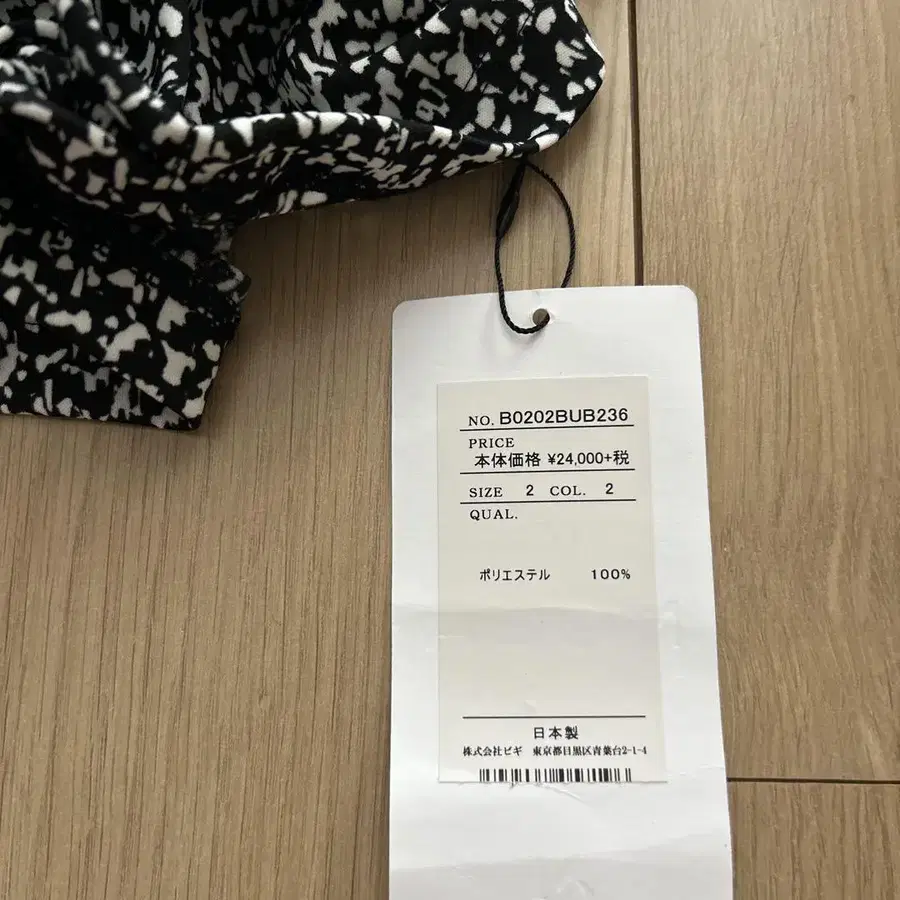 NO. B0202BUB236
PRICE
本体価格 ¥24,000+税
SIZE 2 COL. 2
QUAL.
ポリエステル 100%
日本製
株式会社ビギ 東京都目黒区青葉台2-1-4